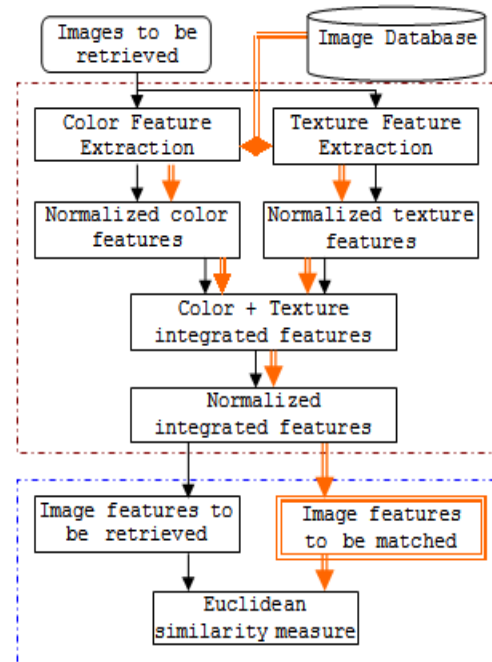 Images to be
retrieved
Image Database
Color Feature
Extraction
Texture Feature
Extraction
Normalized color
features
Normalized texture
features
Color + Texture
integrated features
Normalized
integrated features
Image features to
be retrieved
Image features
to be matched
Euclidean
similarity measure